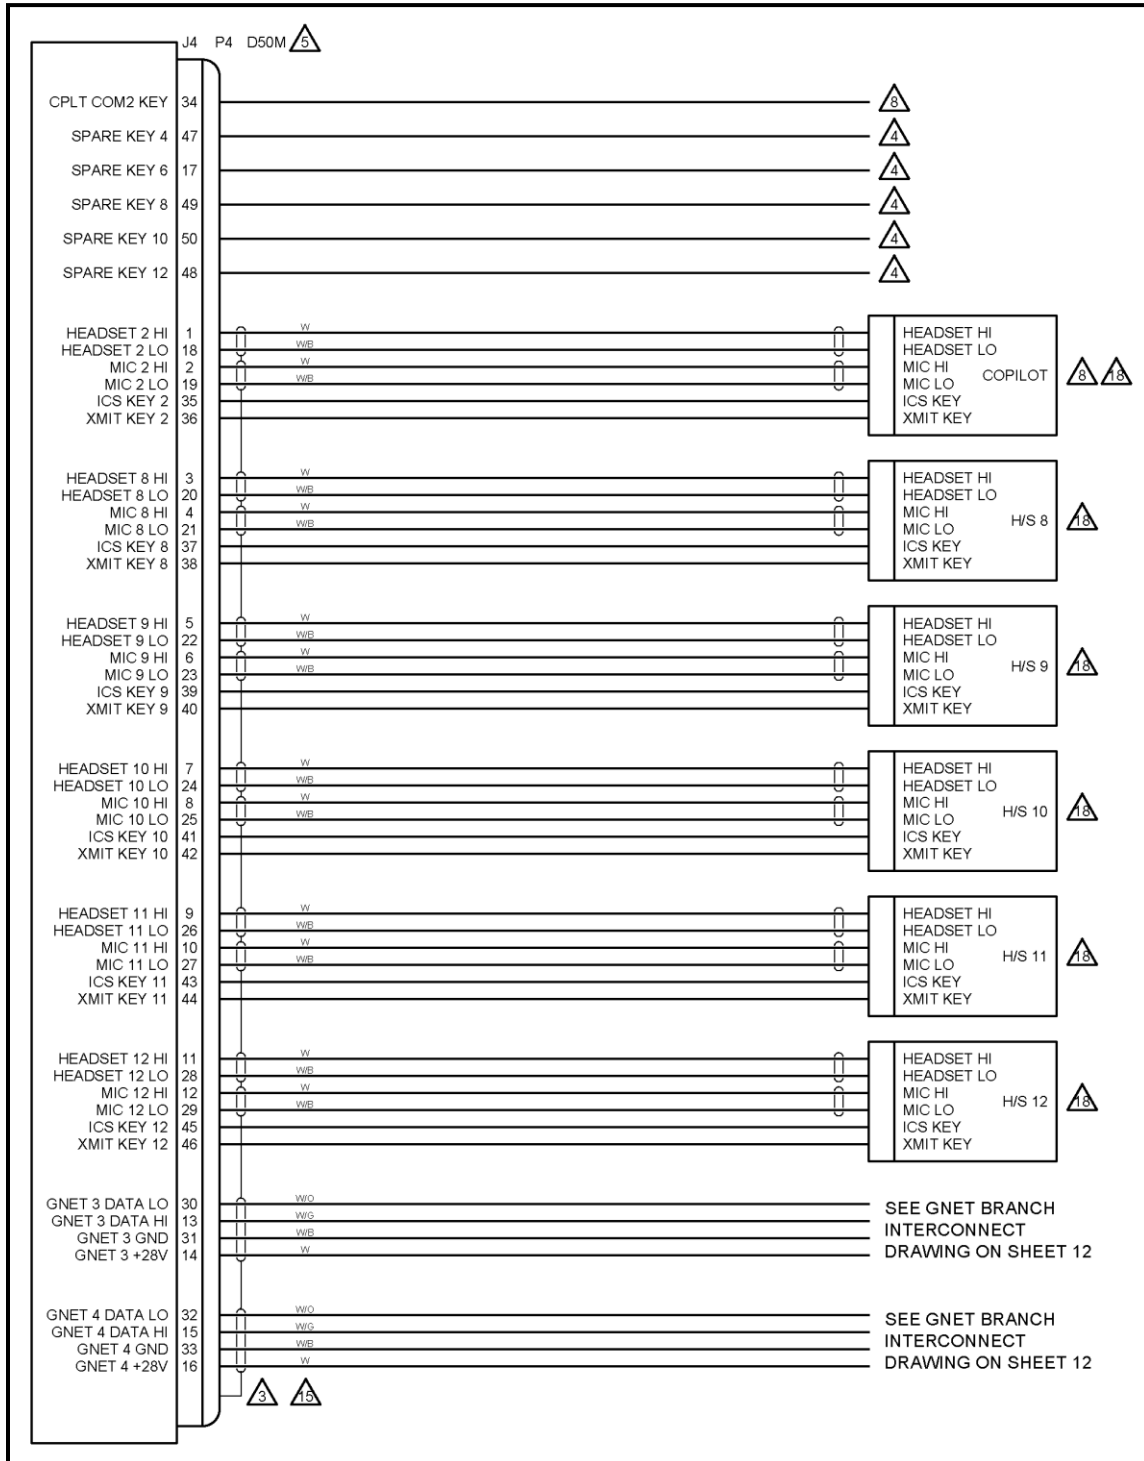 J4 P4 D50M 5
CPLT COM2 KEY 34 8
SPARE KEY 4 47 4
SPARE KEY 6 17 4
SPARE KEY 8 49 4
SPARE KEY 10 50 4
SPARE KEY 12 48 4
HEADSET 2 HI 1 W HEADSET HI
HEADSET 2 LO 18 W/B HEADSET LO
MIC 2 HI 2 W MIC HI
MIC 2 LO 19 W/B MIC LO
COPILOT 8 18
ICS KEY 2 35 ICS KEY
XMIT KEY 2 36 XMIT KEY
HEADSET 8 HI 3 W HEADSET HI
HEADSET 8 LO 20 W/B HEADSET LO
MIC 8 HI 4 W MIC HI
MIC 8 LO 21 W/B MIC LO
H/S 8 18
ICS KEY 8 37 ICS KEY
XMIT KEY 8 38 XMIT KEY
HEADSET 9 HI 5 W HEADSET HI
HEADSET 9 LO 22 W/B HEADSET LO
MIC 9 HI 6 W MIC HI
MIC 9 LO 23 W/B MIC LO
H/S 9 18
ICS KEY 9 39 ICS KEY
XMIT KEY 9 40 XMIT KEY
HEADSET 10 HI 7 W HEADSET HI
HEADSET 10 LO 24 W/B HEADSET LO
MIC 10 HI 8 W MIC HI
MIC 10 LO 25 W/B MIC LO
H/S 10 18
ICS KEY 10 41 ICS KEY
XMIT KEY 10 42 XMIT KEY
HEADSET 11 HI 9 W HEADSET HI
HEADSET 11 LO 26 W/B HEADSET LO
MIC 11 HI 10 W MIC HI
MIC 11 LO 27 W/B MIC LO
H/S 11 18
ICS KEY 11 43 ICS KEY
XMIT KEY 11 44 XMIT KEY
HEADSET 12 HI 11 W HEADSET HI
HEADSET 12 LO 28 W/B HEADSET LO
MIC 12 HI 12 W MIC HI
MIC 12 LO 29 W/B MIC LO
H/S 12 18
ICS KEY 12 45 ICS KEY
XMIT KEY 12 46 XMIT KEY
GNET 3 DATA LO 30 W/O
GNET 3 DATA HI 13 W/G
GNET 3 GND 31 W/B
GNET 3 +28V 14 W
SEE GNET BRANCH
INTERCONNECT
DRAWING ON SHEET 12
GNET 4 DATA LO 32 W/O
GNET 4 DATA HI 15 W/G
GNET 4 GND 33 W/B
GNET 4 +28V 16 W
SEE GNET BRANCH
INTERCONNECT
DRAWING ON SHEET 12
3 15